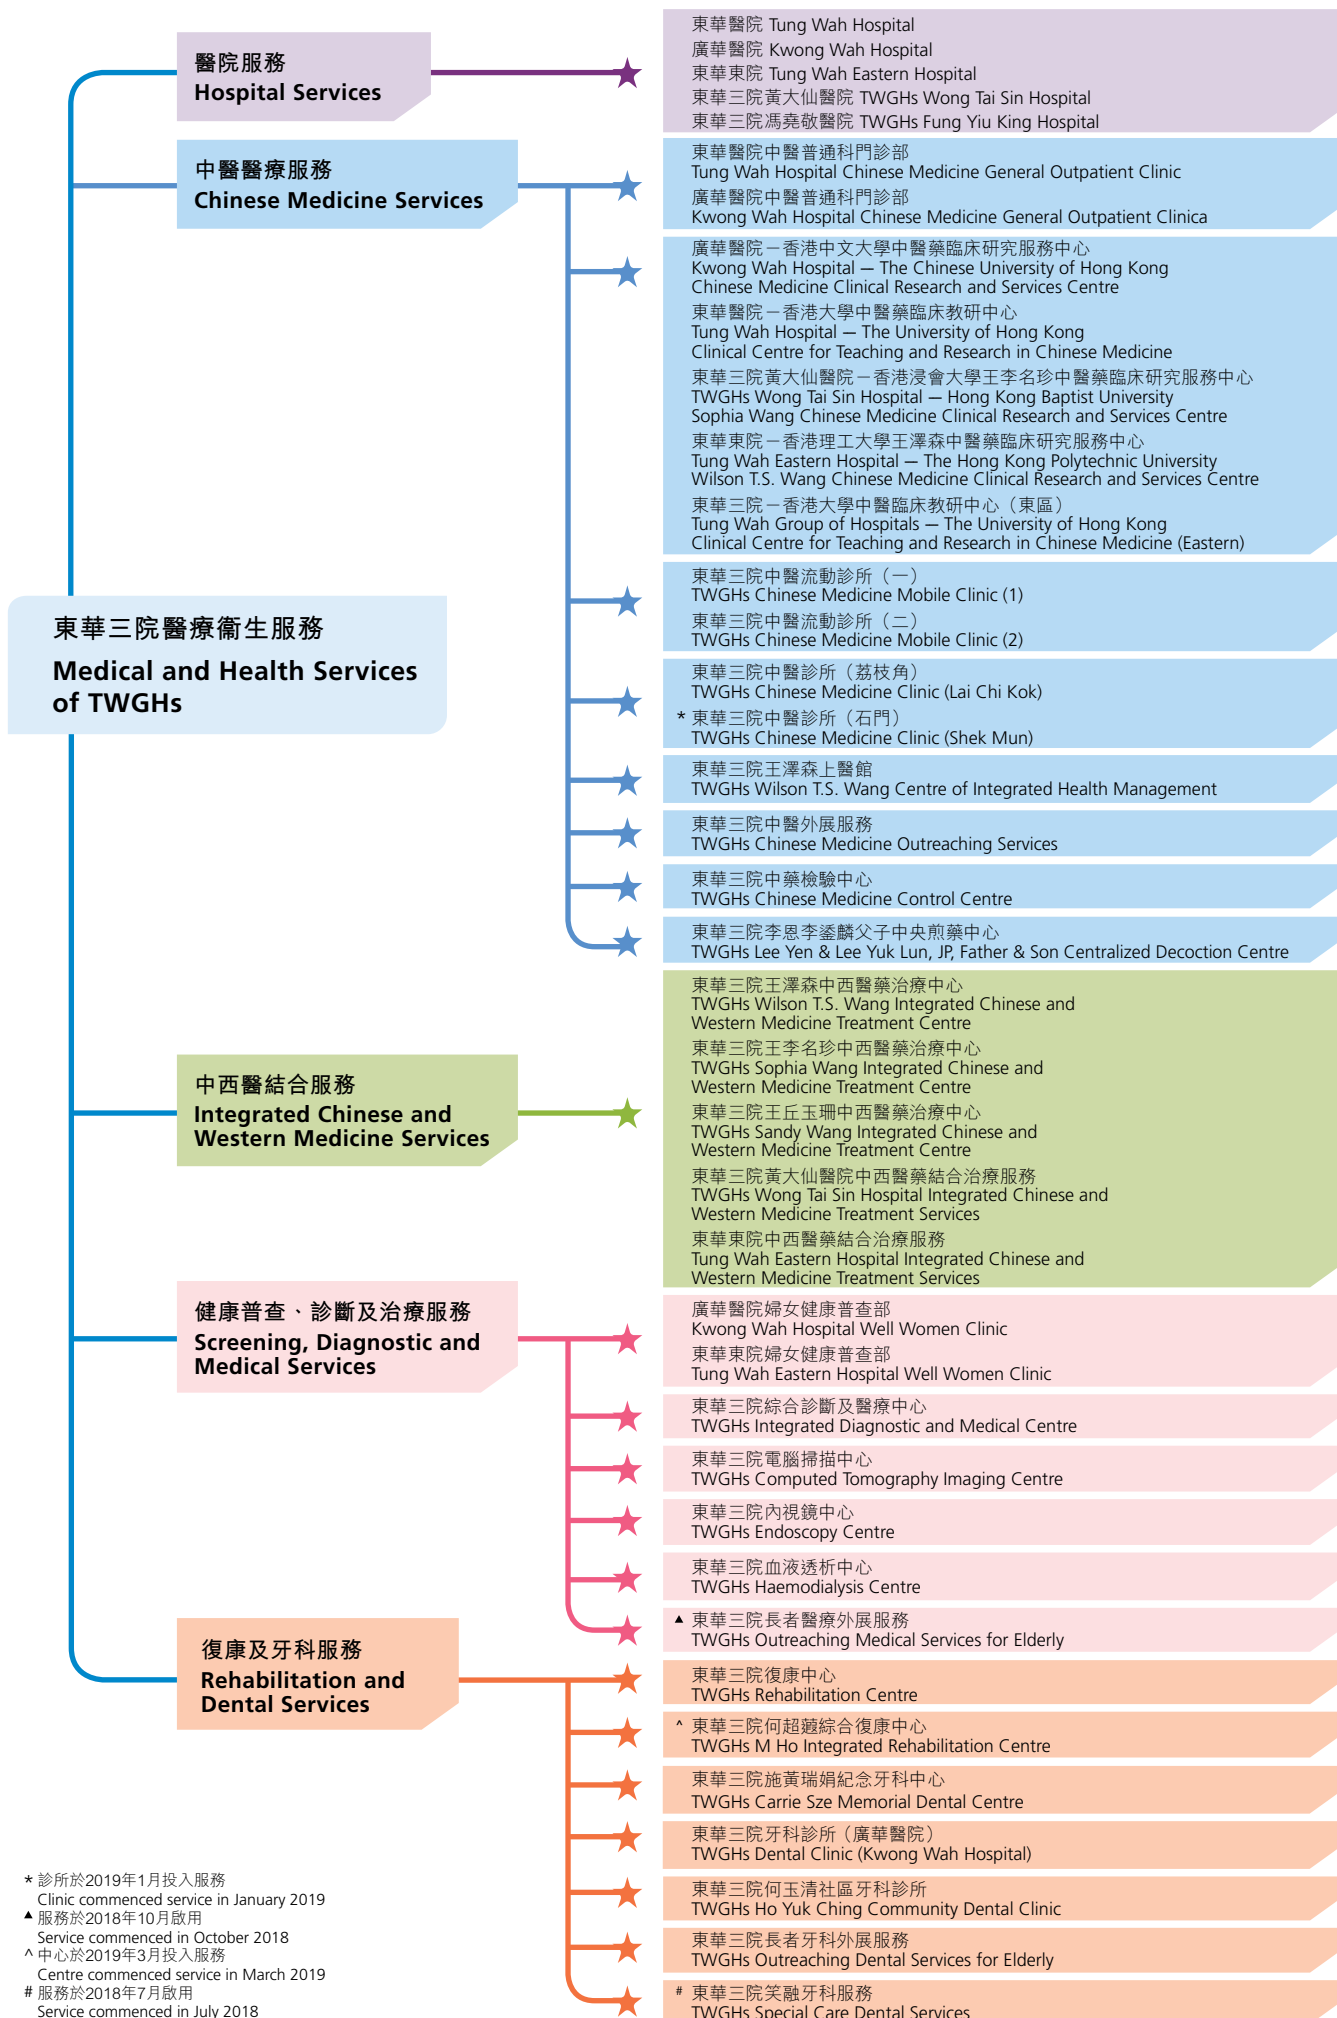 東華三院醫療衞生服務
Medical and Health Services
of TWGHs
醫院服務
Hospital Services
東華醫院 Tung Wah Hospital
廣華醫院 Kwong Wah Hospital
東華東院 Tung Wah Eastern Hospital
東華三院黃大仙醫院 TWGHs Wong Tai Sin Hospital
東華三院馮堯敬醫院 TWGHs Fung Yiu King Hospital
中醫醫療服務
Chinese Medicine Services
東華醫院中醫普通科門診部
Tung Wah Hospital Chinese Medicine General Outpatient Clinic
廣華醫院中醫普通科門診部
Kwong Wah Hospital Chinese Medicine General Outpatient Clinica
廣華醫院－香港中文大學中醫藥臨床研究服務中心
Kwong Wah Hospital — The Chinese University of Hong Kong
Chinese Medicine Clinical Research and Services Centre
東華醫院－香港大學中醫藥臨床教研中心
Tung Wah Hospital — The University of Hong Kong
Clinical Centre for Teaching and Research in Chinese Medicine
東華三院黃大仙醫院－香港浸會大學王李名珍中醫藥臨床研究服務中心
TWGHs Wong Tai Sin Hospital — Hong Kong Baptist University
Sophia Wang Chinese Medicine Clinical Research and Services Centre
東華東院－香港理工大學王澤森中醫藥臨床研究服務中心
Tung Wah Eastern Hospital — The Hong Kong Polytechnic University
Wilson T.S. Wang Chinese Medicine Clinical Research and Services Centre
東華三院－香港大學中醫臨床教研中心（東區）
Tung Wah Group of Hospitals — The University of Hong Kong
Clinical Centre for Teaching and Research in Chinese Medicine (Eastern)
東華三院中醫流動診所（一）
TWGHs Chinese Medicine Mobile Clinic (1)
東華三院中醫流動診所（二）
TWGHs Chinese Medicine Mobile Clinic (2)
東華三院中醫診所（荔枝角）
TWGHs Chinese Medicine Clinic (Lai Chi Kok)
* 東華三院中醫診所（石門）
TWGHs Chinese Medicine Clinic (Shek Mun)
東華三院王澤森上醫館
TWGHs Wilson T.S. Wang Centre of Integrated Health Management
東華三院中醫外展服務
TWGHs Chinese Medicine Outreaching Services
東華三院中藥檢驗中心
TWGHs Chinese Medicine Control Centre
東華三院李恩李鋈麟父子中央煎藥中心
TWGHs Lee Yen & Lee Yuk Lun, JP, Father & Son Centralized Decoction Centre
中西醫結合服務
Integrated Chinese and
Western Medicine Services
東華三院王澤森中西醫藥治療中心
TWGHs Wilson T.S. Wang Integrated Chinese and
Western Medicine Treatment Centre
東華三院王李名珍中西醫藥治療中心
TWGHs Sophia Wang Integrated Chinese and
Western Medicine Treatment Centre
東華三院王丘玉珊中西醫藥治療中心
TWGHs Sandy Wang Integrated Chinese and
Western Medicine Treatment Centre
東華三院黃大仙醫院中西醫藥結合治療服務
TWGHs Wong Tai Sin Hospital Integrated Chinese and
Western Medicine Treatment Services
東華東院中西醫藥結合治療服務
Tung Wah Eastern Hospital Integrated Chinese and
Western Medicine Treatment Services
健康普查、診斷及治療服務
Screening, Diagnostic and
Medical Services
廣華醫院婦女健康普查部
Kwong Wah Hospital Well Women Clinic
東華東院婦女健康普查部
Tung Wah Eastern Hospital Well Women Clinic
東華三院綜合診斷及醫療中心
TWGHs Integrated Diagnostic and Medical Centre
東華三院電腦掃描中心
TWGHs Computed Tomography Imaging Centre
東華三院內視鏡中心
TWGHs Endoscopy Centre
東華三院血液透析中心
TWGHs Haemodialysis Centre
▲ 東華三院長者醫療外展服務
TWGHs Outreaching Medical Services for Elderly
復康及牙科服務
Rehabilitation and
Dental Services
東華三院復康中心
TWGHs Rehabilitation Centre
^ 東華三院何超蕸綜合復康中心
TWGHs M Ho Integrated Rehabilitation Centre
東華三院施黃瑞娟紀念牙科中心
TWGHs Carrie Sze Memorial Dental Centre
東華三院牙科診所（廣華醫院）
TWGHs Dental Clinic (Kwong Wah Hospital)
東華三院何玉清社區牙科診所
TWGHs Ho Yuk Ching Community Dental Clinic
東華三院長者牙科外展服務
TWGHs Outreaching Dental Services for Elderly
# 東華三院笑融牙科服務
TWGHs Special Care Dental Services
* 診所於2019年1月投入服務
Clinic commenced service in January 2019
▲ 服務於2018年10月啟用
Service commenced in October 2018
^ 中心於2019年3月投入服務
Centre commenced service in March 2019
# 服務於2018年7月啟用
Service commenced in July 2018